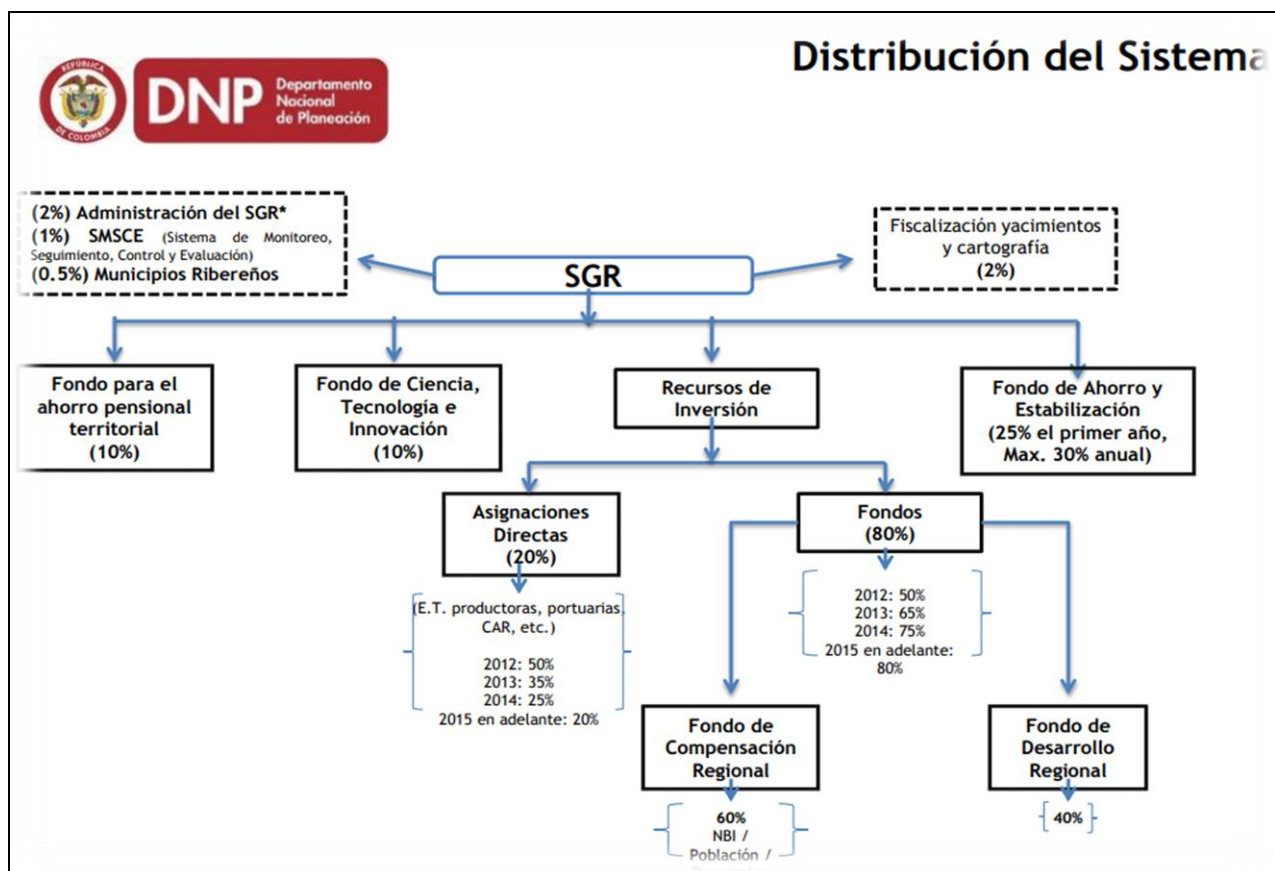 REPÚBLICA
DE COLOMBIA
DNP
Departamento
Nacional
de Planeación
Distribución del Sistema
(2%) Administración del SGR*
(1%) SMSCE (Sistema de Monitoreo,
Seguimiento, Control y Evaluación)
(0.5%) Municipios Ribereños
Fiscalización yacimientos
y cartografía
(2%)
SGR
Fondo para el
ahorro pensional
territorial
(10%)
Fondo de Ciencia,
Tecnología e
Innovación
(10%)
Recursos de
Inversión
Fondo de Ahorro y
Estabilización
(25% el primer año,
Max. 30% anual)
Asignaciones
Directas
(20%)
Fondos
(80%)
(E.T. productoras, portuarias,
CAR, etc.)
2012: 50%
2013: 35%
2014: 25%
2015 en adelante: 20%
2012: 50%
2013: 65%
2014: 75%
2015 en adelante:
80%
Fondo de
Compensación
Regional
Fondo de
Desarrollo
Regional
60%
NBI /
Población /
40%